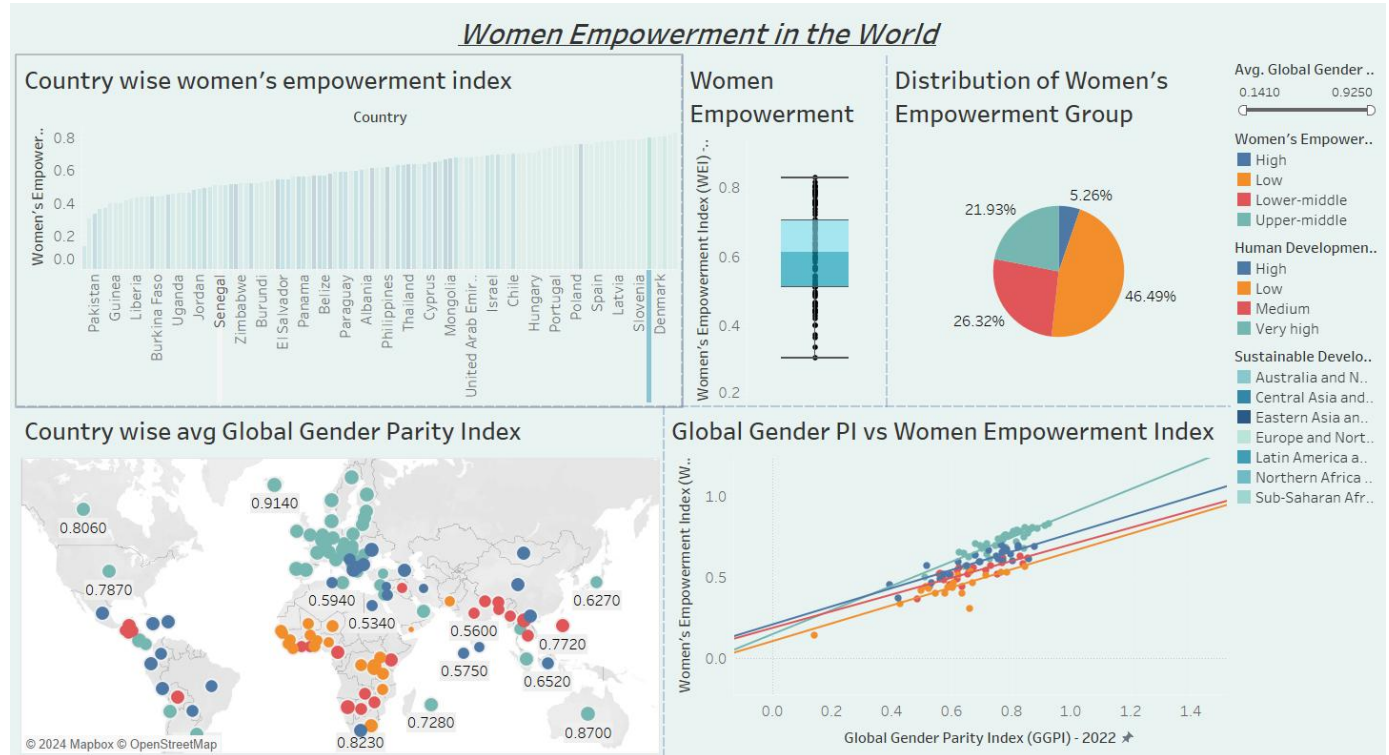 Women Empowerment in the World
Country wise women's empowerment index
Country
Women's Empower..
0.8
0.6
0.4
0.2
0.0
Pakistan
Guinea
Liberia
Burkina Faso
Uganda
Jordan
Senegal
Zimbabwe
Burundi
El Salvador
Panama
Belize
Paraguay
Albania
Philippines
Thailand
Cyprus
Mongolia
United Arab Emir..
Israel
Chile
Hungary
Portugal
Poland
Spain
Latvia
Slovenia
Denmark
Women
Empowerment
Women's Empowerment Index (WEI) -..
0.8
0.6
0.4
0.2
Distribution of Women's
Empowerment Group
5.26%
21.93%
46.49%
26.32%
Avg. Global Gender ..
0.1410 0.9250
Women's Empower..
High
Low
Lower-middle
Upper-middle
Human Developmen..
High
Low
Medium
Very high
Sustainable Develo..
Australia and N..
Central Asia and..
Eastern Asia an..
Europe and Nort..
Latin America a..
Northern Africa ..
Sub-Saharan Afr..
Country wise avg Global Gender Parity Index
0.9140
0.8060
0.7870
0.5940
0.5340
0.6270
0.5600
0.7720
0.5750
0.6520
0.7280
0.8700
0.8230
© 2024 Mapbox © OpenStreetMap
Global Gender PI vs Women Empowerment Index
Women's Empowerment Index (W..
1.0
0.5
0.0
0.0 0.2 0.4 0.6 0.8 1.0 1.2 1.4
Global Gender Parity Index (GGPI) - 2022